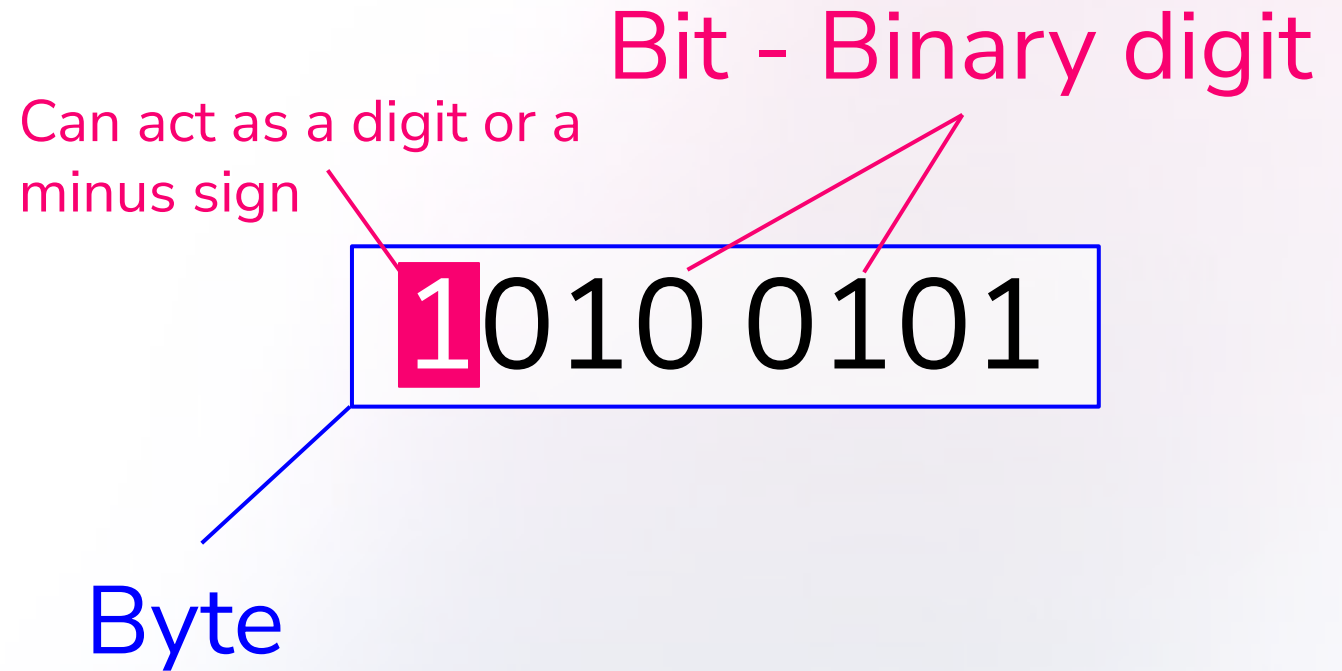 Bit - Binary digit
Can act as a digit or a
minus sign
1010 0101
Byte